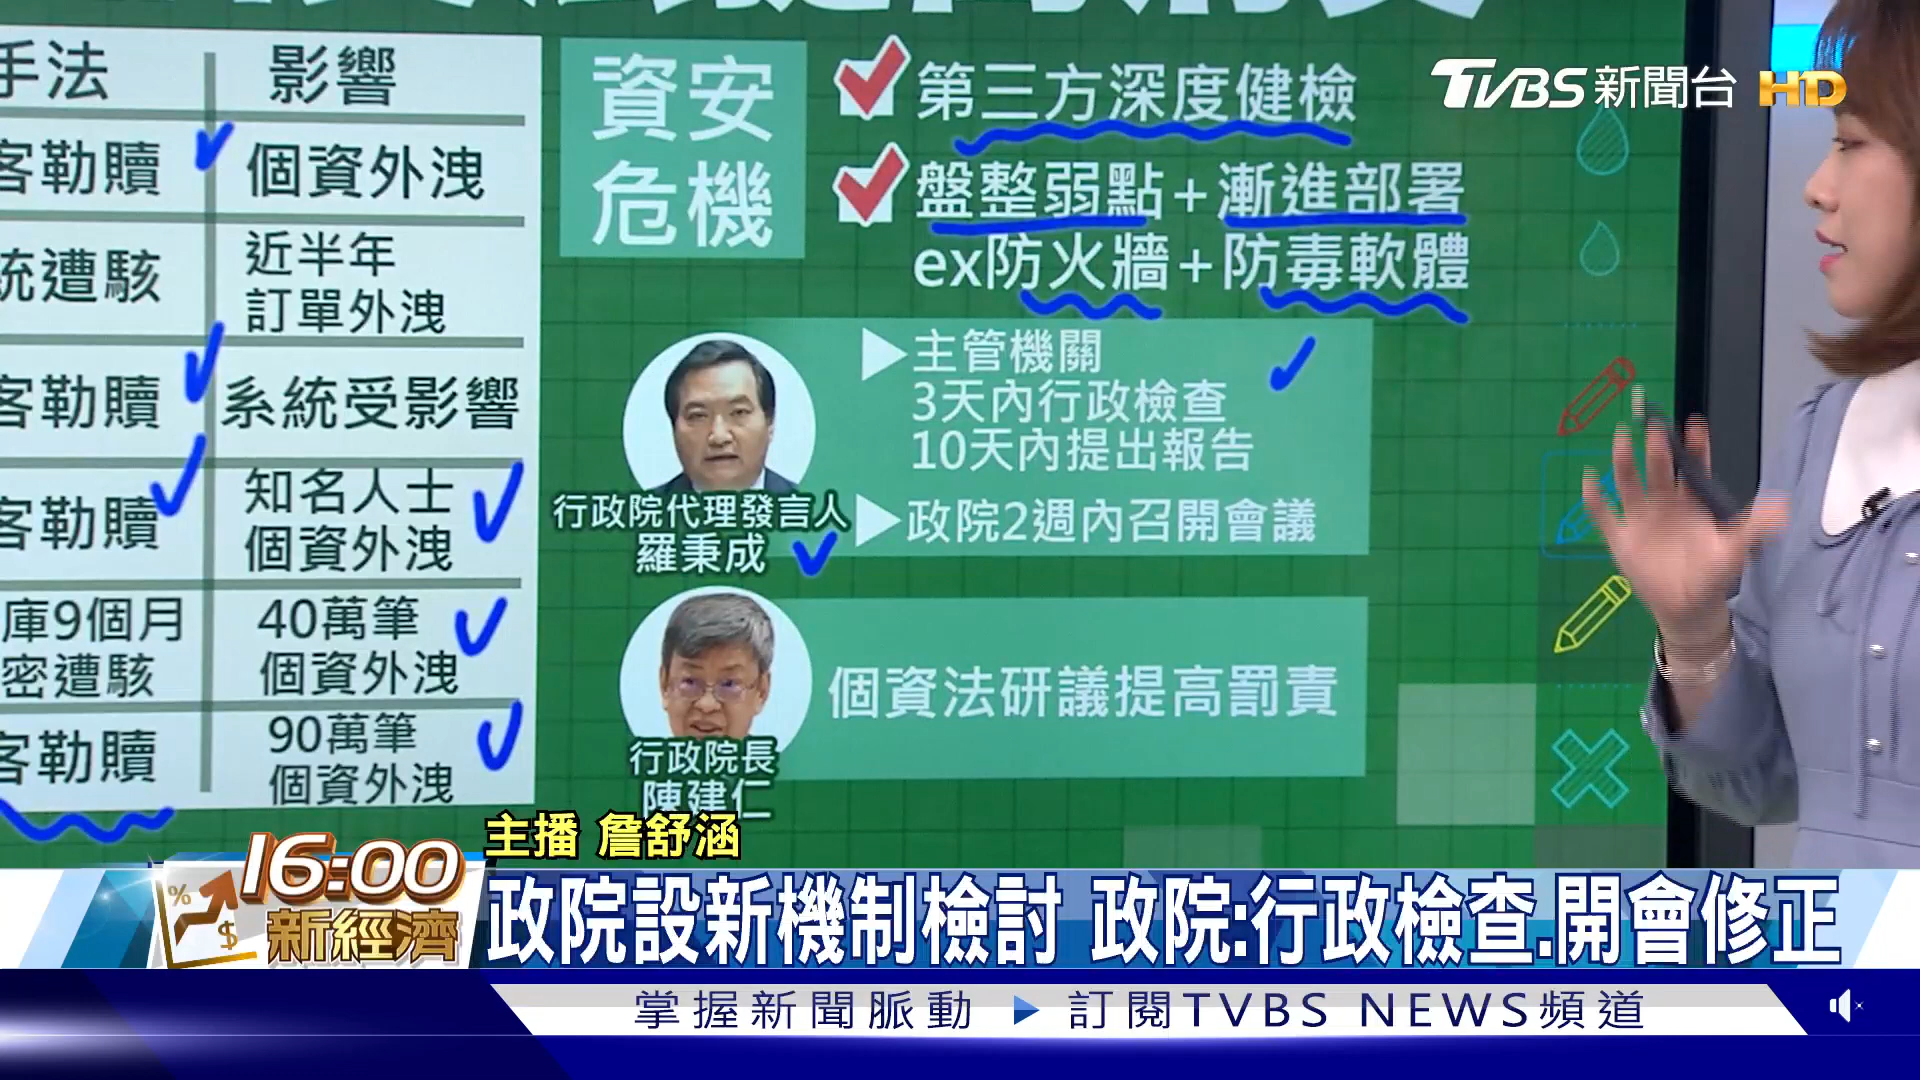 手法 影響
客勒贖 個資外洩
統遭駭 近半年
訂單外洩
客勒贖 系統受影響
客勒贖 知名人士
個資外洩
庫9個月 40萬筆
密遭駭 個資外洩
客勒贖 90萬筆
個資外洩
資安
危機
第三方深度健檢
盤整弱點+漸進部署
ex防火牆+防毒軟體
主管機關
3天內行政檢查
10天內提出報告
政院2週內召開會議
行政院代理發言人
羅秉成
個資法研議提高罰責
行政院長
陳建仁
TVBS新聞台 HD
主播 詹舒涵
16:00
新經濟
% $
政院設新機制檢討 政院:行政檢查.開會修正
掌握新聞脈動 訂閱TVBS NEWS頻道